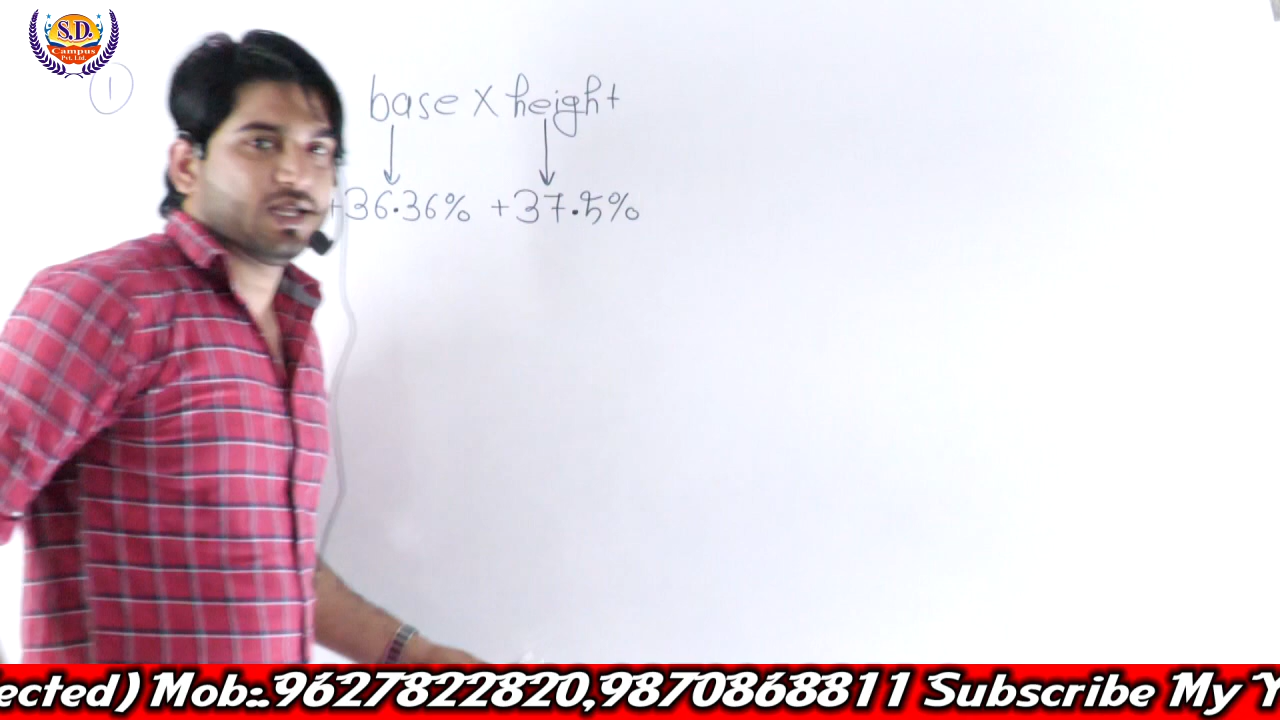 S.D.
Campus
Pvt. Ltd.
1
base x height
+36.36% +37.5%
ected) Mob:.9627822820,9870868811 Subscribe My Y